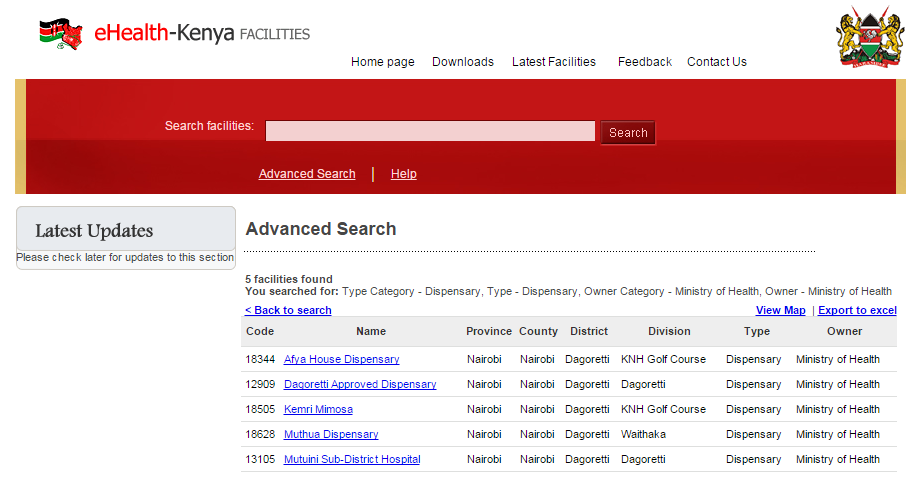 eHealth-Kenya FACILITIES
Home page Downloads Latest Facilities Feedback Contact Us
Search facilities: Search
Advanced Search | Help
Latest Updates
Please check later for updates to this section
Advanced Search
5 facilities found
You searched for: Type Category - Dispensary, Type - Dispensary, Owner Category - Ministry of Health, Owner - Ministry of Health
< Back to search View Map | Export to excel
Code Name Province County District Division Type Owner
18344 Afya House Dispensary Nairobi Nairobi Dagoretti KNH Golf Course Dispensary Ministry of Health
12909 Dagoretti Approved Dispensary Nairobi Nairobi Dagoretti Dagoretti Dispensary Ministry of Health
18505 Kemri Mimosa Nairobi Nairobi Dagoretti KNH Golf Course Dispensary Ministry of Health
18628 Muthua Dispensary Nairobi Nairobi Dagoretti Waithaka Dispensary Ministry of Health
13105 Mutuini Sub-District Hospital Nairobi Nairobi Dagoretti Dagoretti Dispensary Ministry of Health